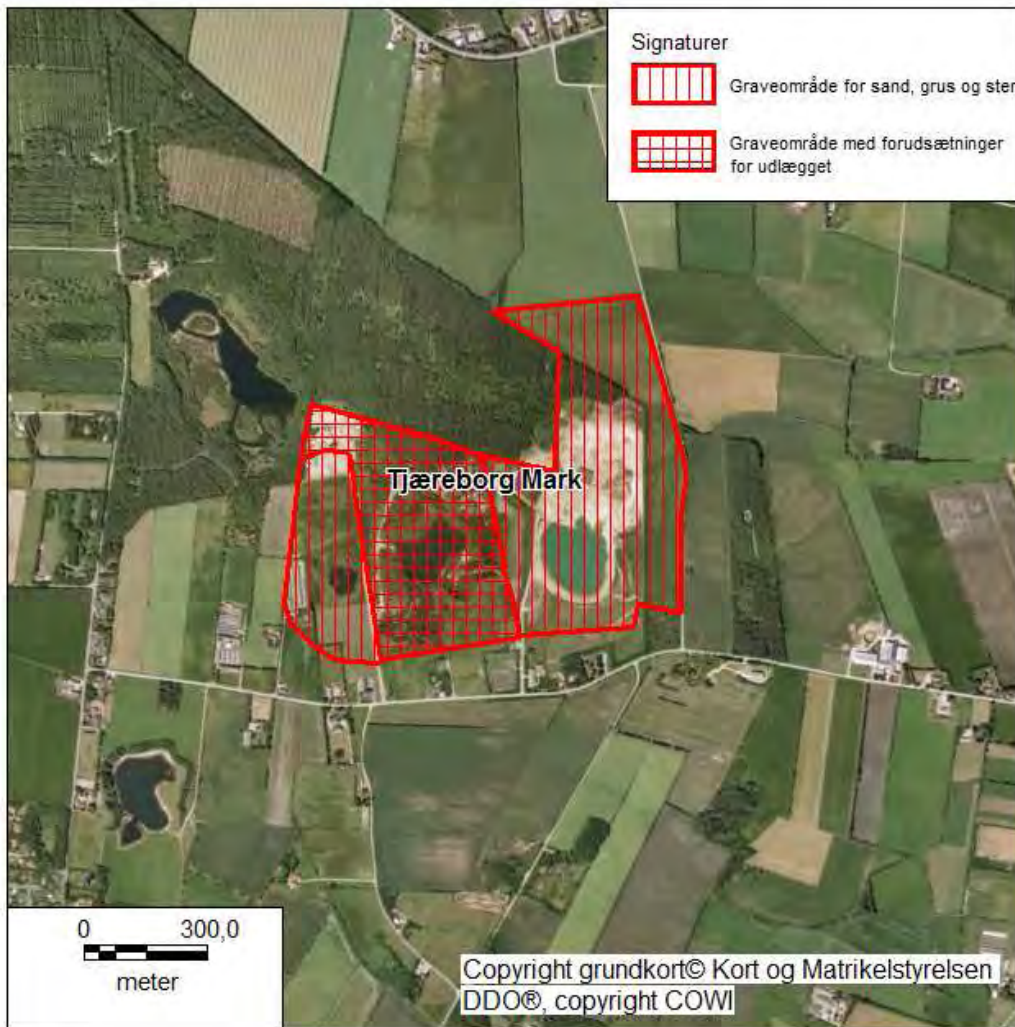 Signaturer
Graveområde for sand, grus og sten
Graveområde med forudsætninger
for udlægget
Tjæreborg Mark
0 300,0
meter
Copyright grundkort© Kort og Matrikelstyrelsen
DDO®, copyright COWI